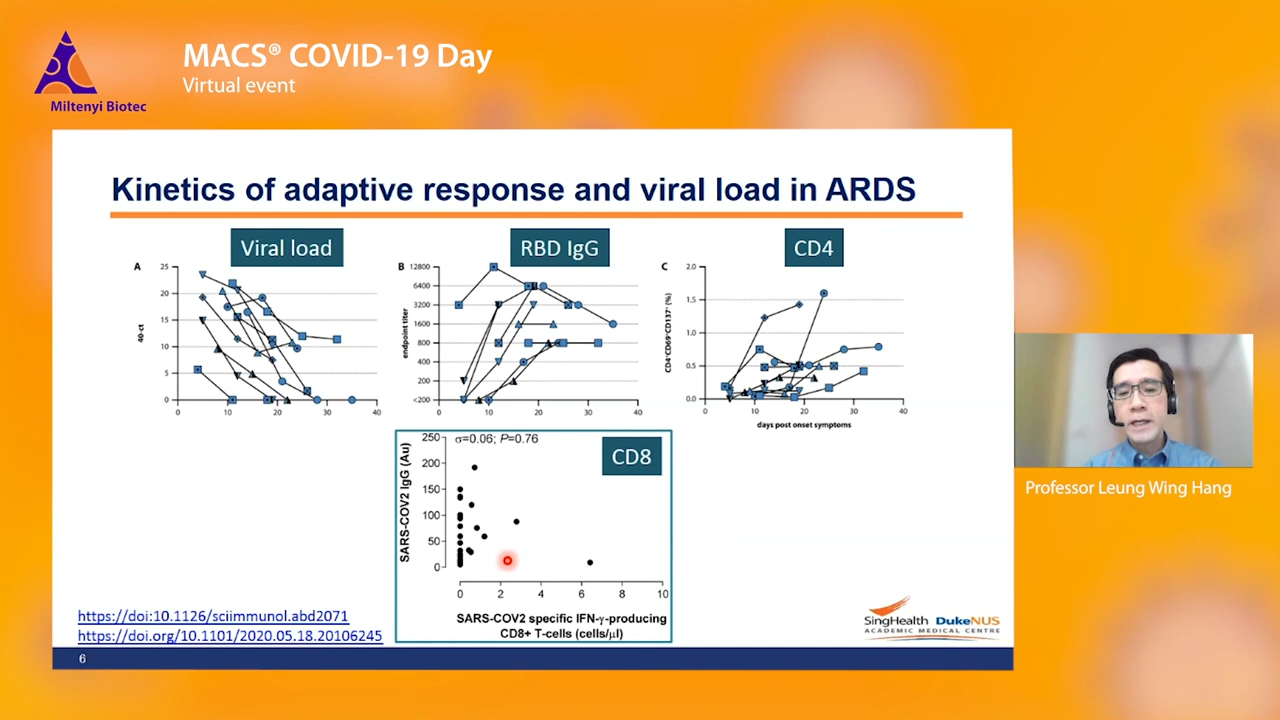 MACS® COVID-19 Day
Virtual event
Miltenyi Biotec
Kinetics of adaptive response and viral load in ARDS
Viral load
RBD IgG
CD4
A
25
20
15
10
5
0
40-ct
0 10 20 30 40
B
12800
6400
3200
1600
800
400
200
<200
endpoint titer
0 10 20 30 40
C
2.0
1.5
1.0
0.5
0.0
CD4⁺CD69⁺CD137⁺ (%)
0 10 20 30 40
days post onset symptoms
σ=0.06; P=0.76
CD8
250
200
150
100
50
0
SARS-COV2 IgG (Au)
0 2 4 6 8 10
SARS-COV2 specific IFN-γ-producing
CD8+ T-cells (cells/μl)
Professor Leung Wing Hang
https://doi:10.1126/sciimmunol.abd2071
https://doi.org/10.1101/2020.05.18.20106245
SingHealth DukeNUS
ACADEMIC MEDICAL CENTRE
6